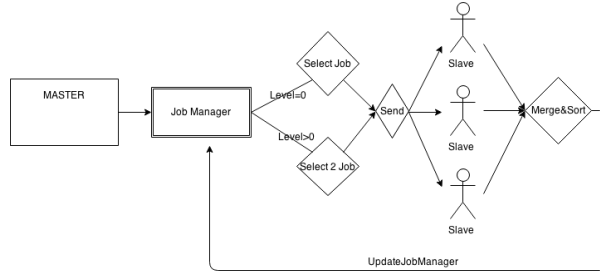 MASTER
Job Manager
Level=0
Level>0
Select Job
Select 2 Job
Send
Slave
Slave
Slave
Merge&Sort
UpdateJobManager